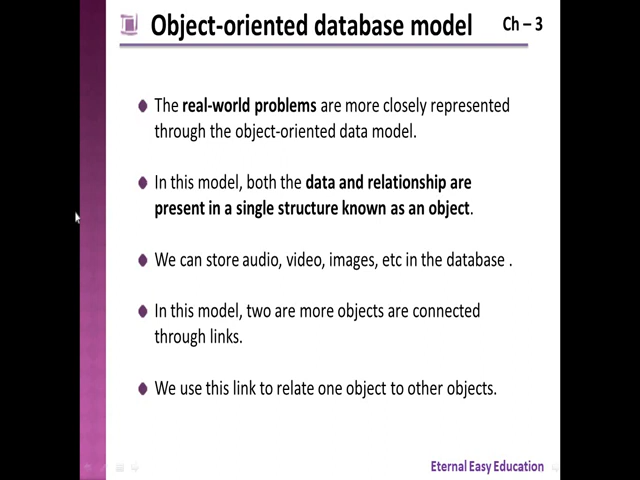 Object-oriented database model
Ch – 3
The real-world problems are more closely represented
through the object-oriented data model.
In this model, both the data and relationship are
present in a single structure known as an object.
We can store audio, video, images, etc in the database .
In this model, two are more objects are connected
through links.
We use this link to relate one object to other objects.
Eternal Easy Education